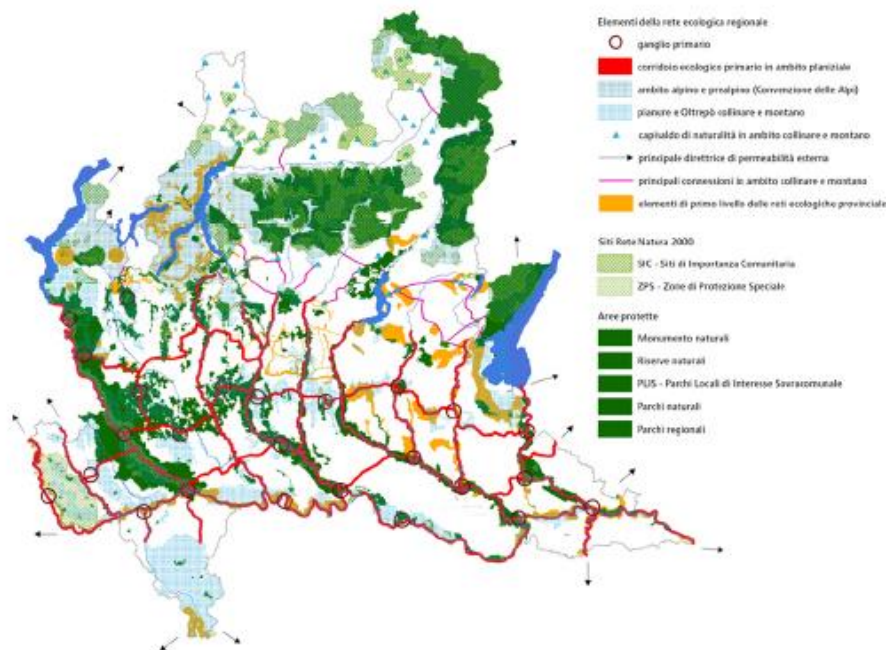 Elementi della rete ecologica regionale
ganglio primario
corridoio ecologico primario in ambito planiziale
ambito alpino e prealpino (Convenzione delle Alpi)
pianure e Oltrepò collinare e montano
capisaldo di naturalità in ambito collinare e montano
principale direttrice di permeabilità esterna
principali connessioni in ambito collinare e montano
elementi di primo livello delle reti ecologiche provinciale
Siti Rete Natura 2000
SIC - Siti di Importanza Comunitaria
ZPS - Zone di Protezione Speciale
Aree protette
Monumento naturali
Riserve naturali
PLIS - Parchi Locali di Interesse Sovracomunale
Parchi naturali
Parchi regionali